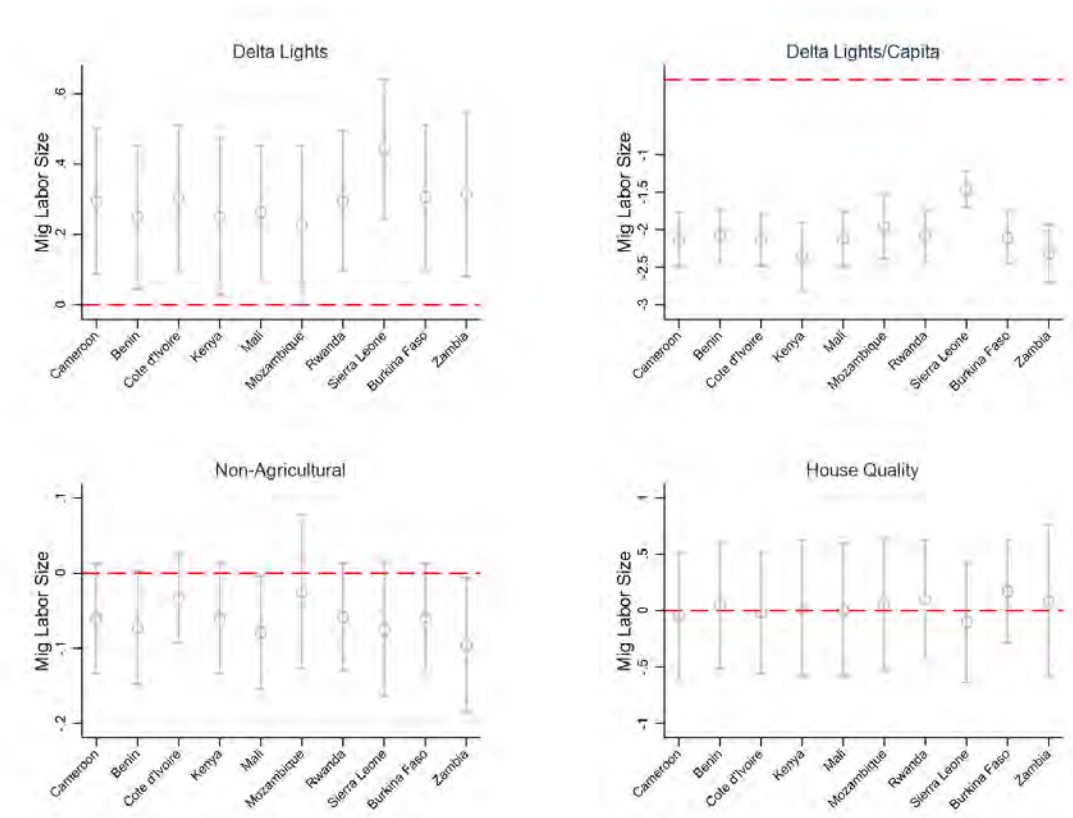 Delta Lights
Mig Labor Size
.6
.4
.2
0
Cameroon
Benin
Cote d'Ivoire
Kenya
Mali
Mozambique
Rwanda
Sierra Leone
Burkina Faso
Zambia
Delta Lights/Capita
Mig Labor Size
-1
-1.5
-2
-2.5
-3
Cameroon
Benin
Cote d'Ivoire
Kenya
Mali
Mozambique
Rwanda
Sierra Leone
Burkina Faso
Zambia
Non-Agricultural
Mig Labor Size
.1
0
-.1
-.2
Cameroon
Benin
Cote d'Ivoire
Kenya
Mali
Mozambique
Rwanda
Sierra Leone
Burkina Faso
Zambia
House Quality
Mig Labor Size
1
.5
0
-.5
-1
Cameroon
Benin
Cote d'Ivoire
Kenya
Mali
Mozambique
Rwanda
Sierra Leone
Burkina Faso
Zambia